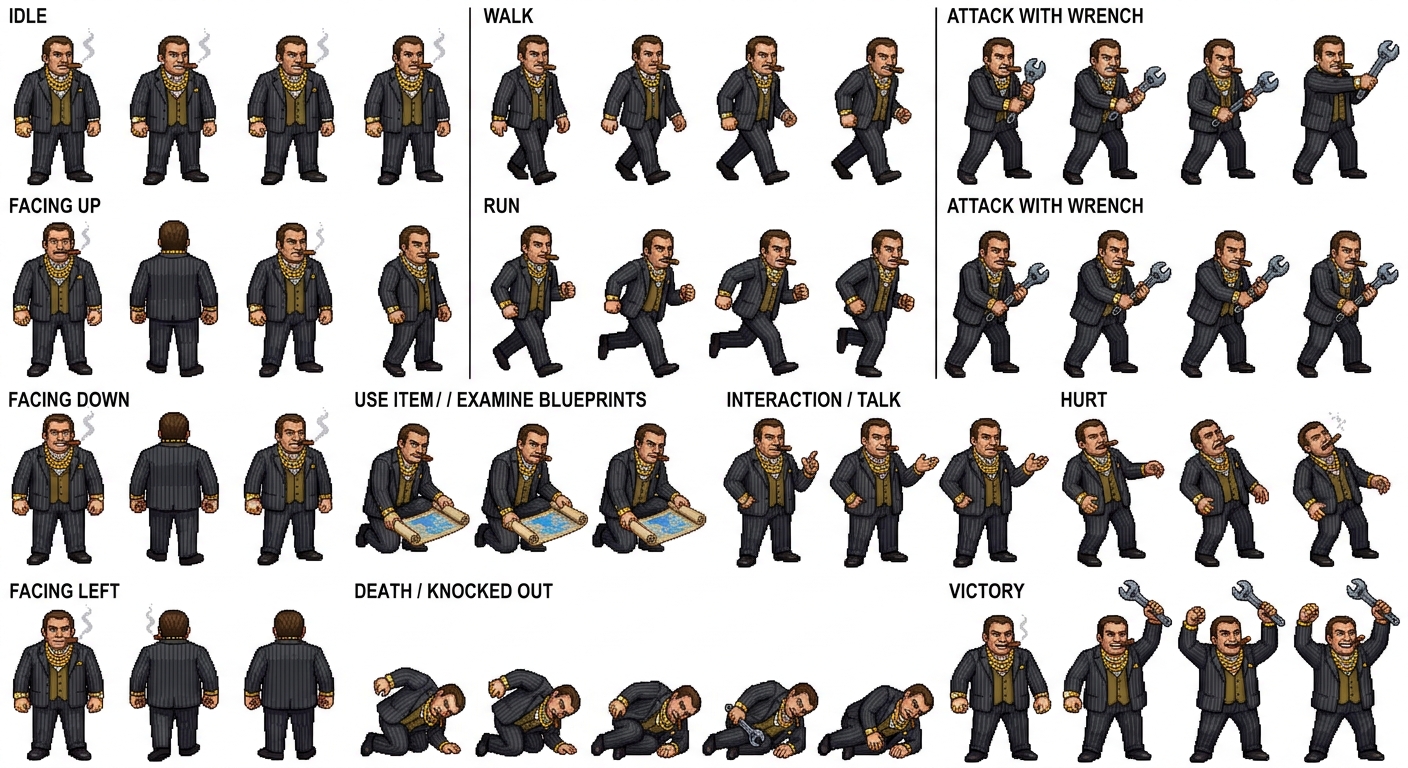 IDLE
WALK
ATTACK WITH WRENCH
FACING UP
RUN
ATTACK WITH WRENCH
FACING DOWN
USE ITEM/ / EXAMINE BLUEPRINTS
INTERACTION / TALK
HURT
FACING LEFT
DEATH / KNOCKED OUT
VICTORY